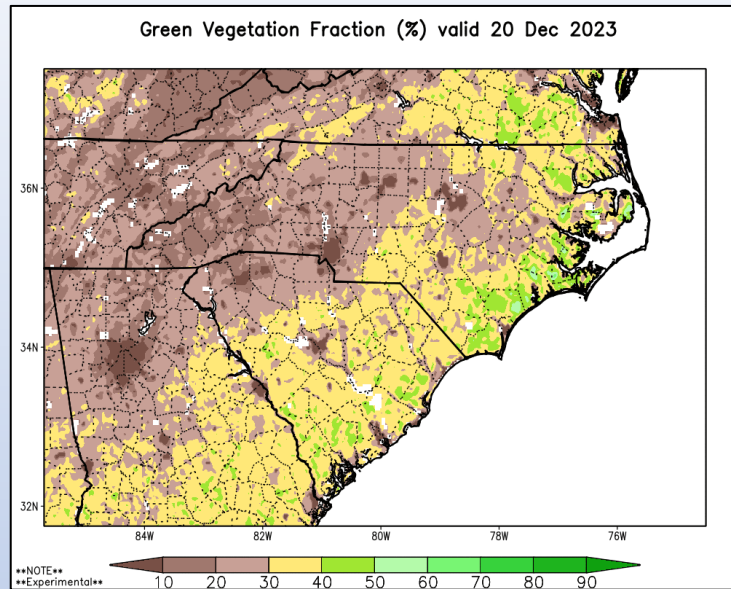 Green Vegetation Fraction (%) valid 20 Dec 2023
36N
34N
32N
84W 82W 80W 78W 76W
**NOTE**
**Experimental**
10 20 30 40 50 60 70 80 90